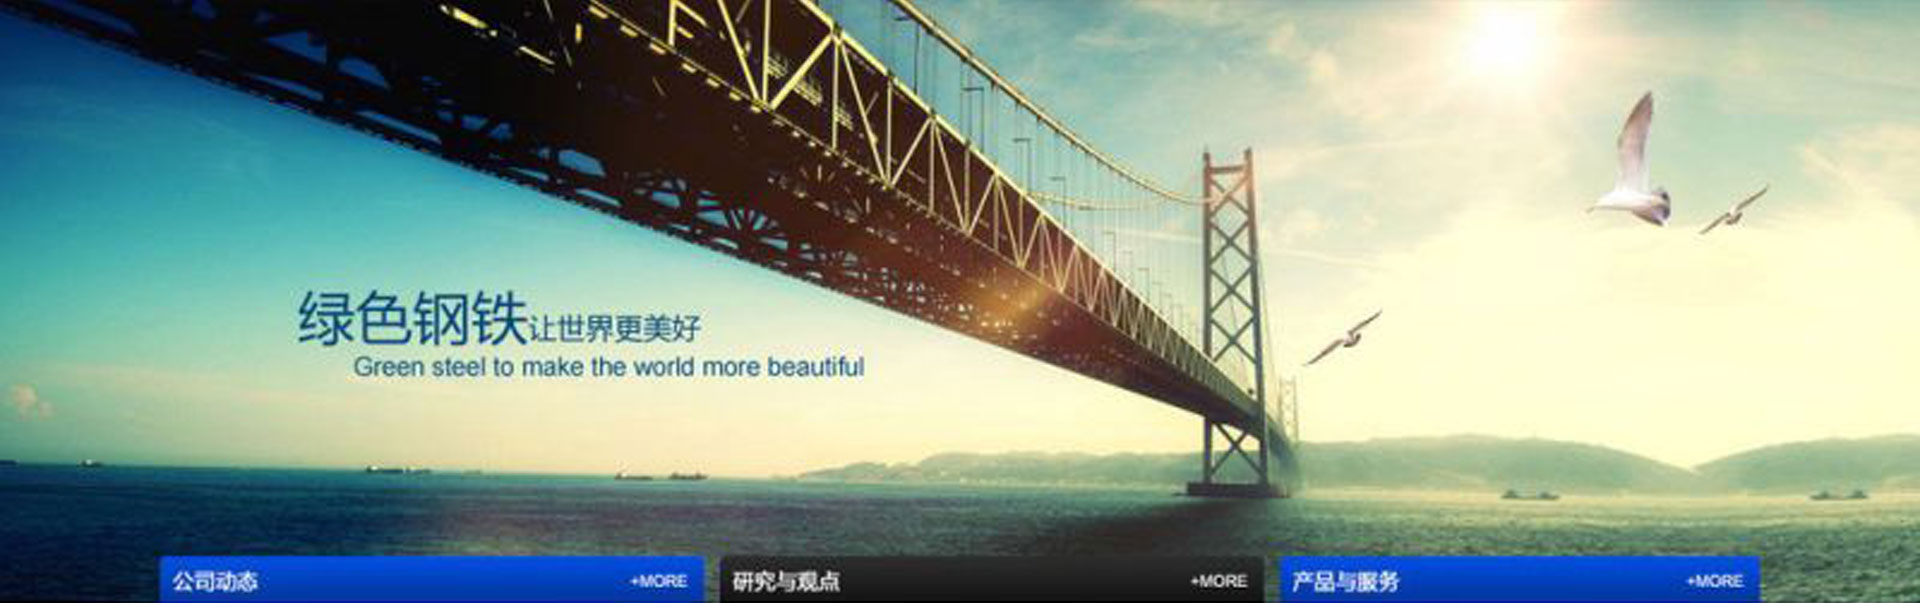 绿色钢铁让世界更美好
Green steel to make the world more beautiful
公司动态 +MORE
研究与观点 +MORE
产品与服务 +MORE